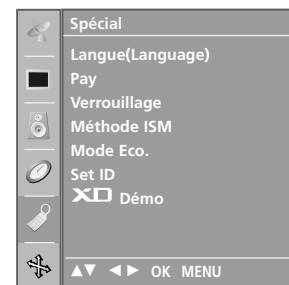 Spécial
Langue(Language)
Pay
Verrouillage
Méthode ISM
Mode Eco.
Set ID
XD Démo
▲▼ ◄► OK MENU